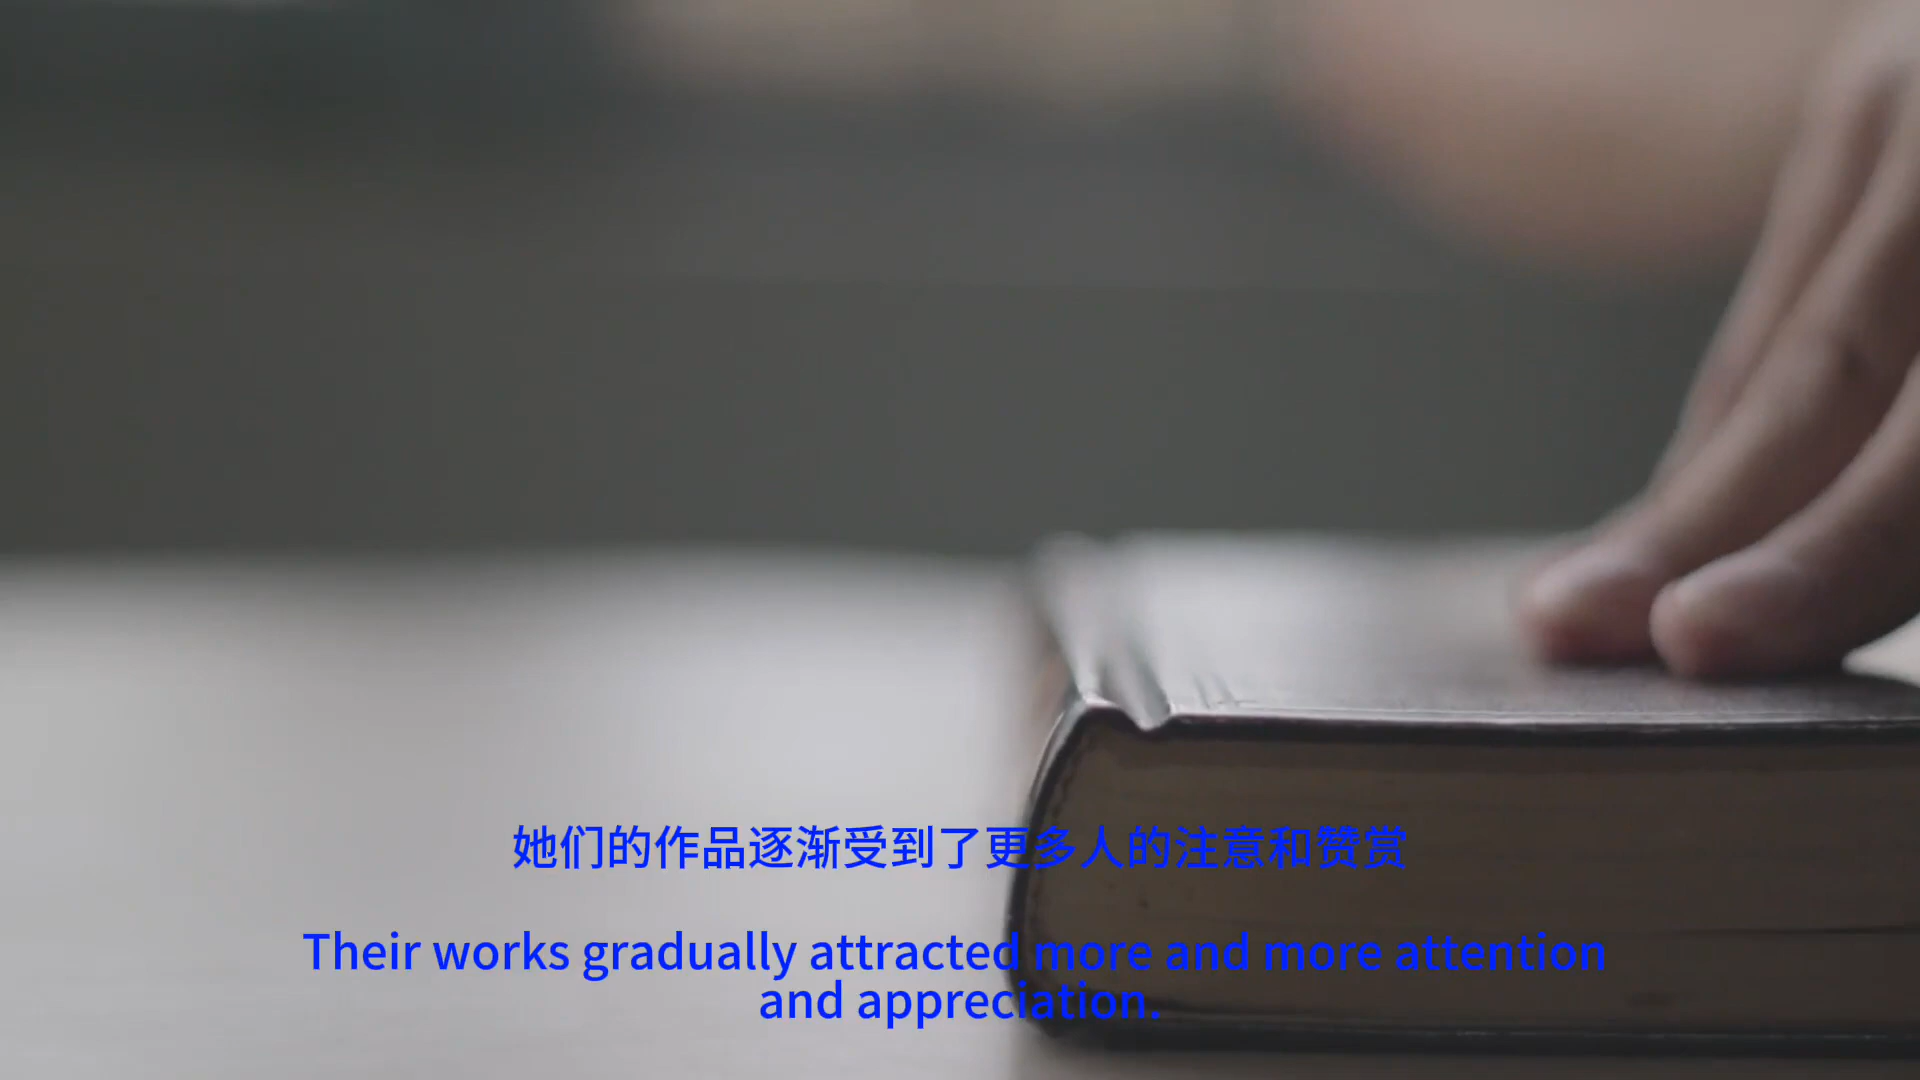 她们的作品逐渐受到了更多人的注意和赞赏
Their works gradually attracted more and more attention
and appreciation.